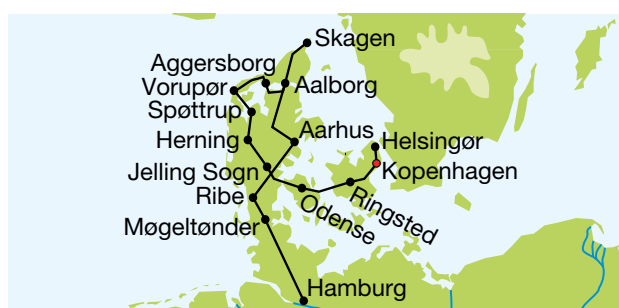 Skagen
Aggersborg
Vorupør
Aalborg
Spøttrup
Herning
Aarhus
Helsingør
Jelling Sogn
Kopenhagen
Ribe
Odense
Ringsted
Møgeltønder
Hamburg